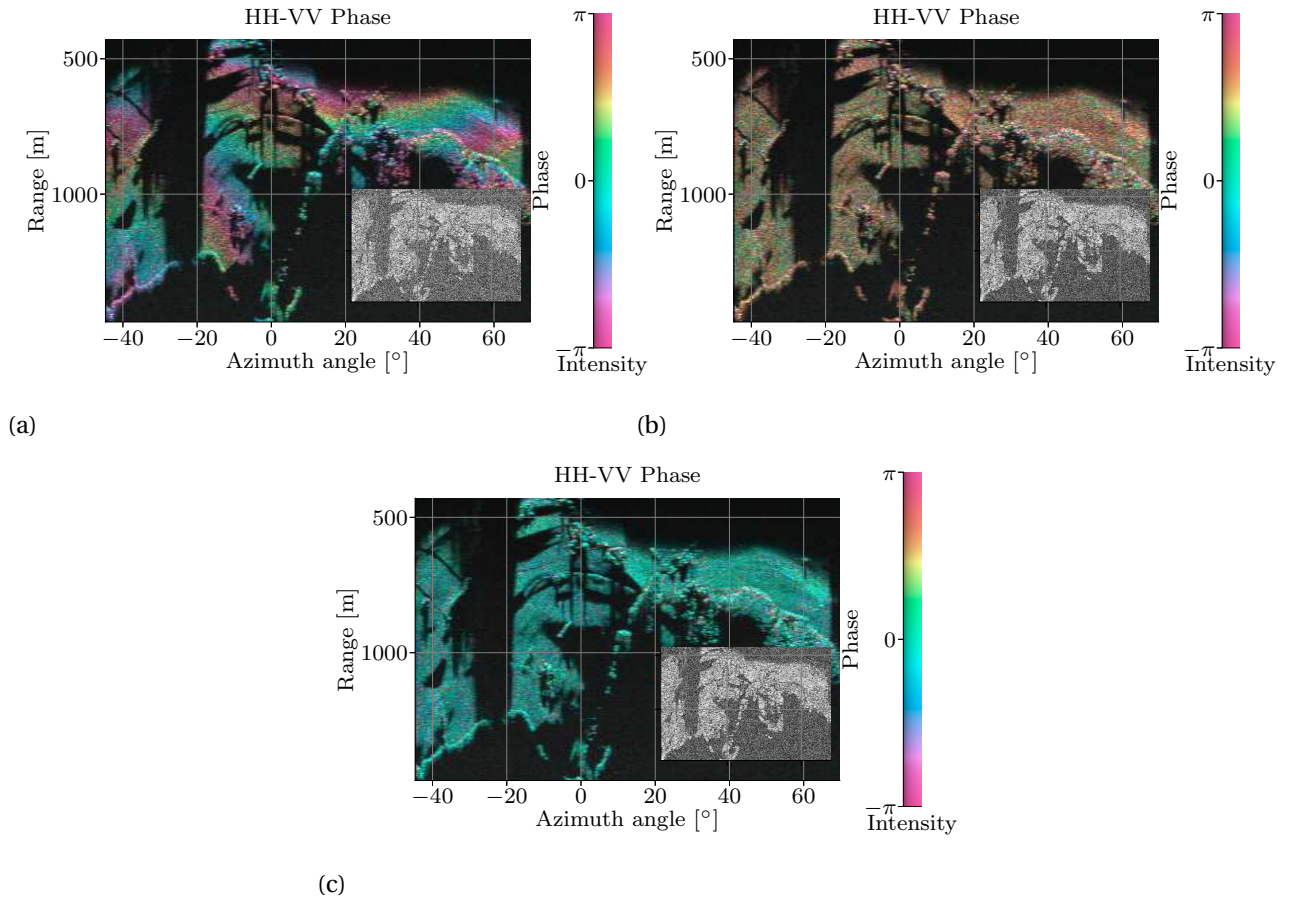 HH-VV Phase
π
500
Range [m]
Phase
0
1000
−40
−20
0
20
40
60
−π
Azimuth angle [°]
Intensity
(a)
HH-VV Phase
π
500
Range [m]
Phase
0
1000
−40
−20
0
20
40
60
−π
Azimuth angle [°]
Intensity
(b)
HH-VV Phase
π
500
Range [m]
Phase
0
1000
−40
−20
0
20
40
60
−π
Azimuth angle [°]
Intensity
(c)